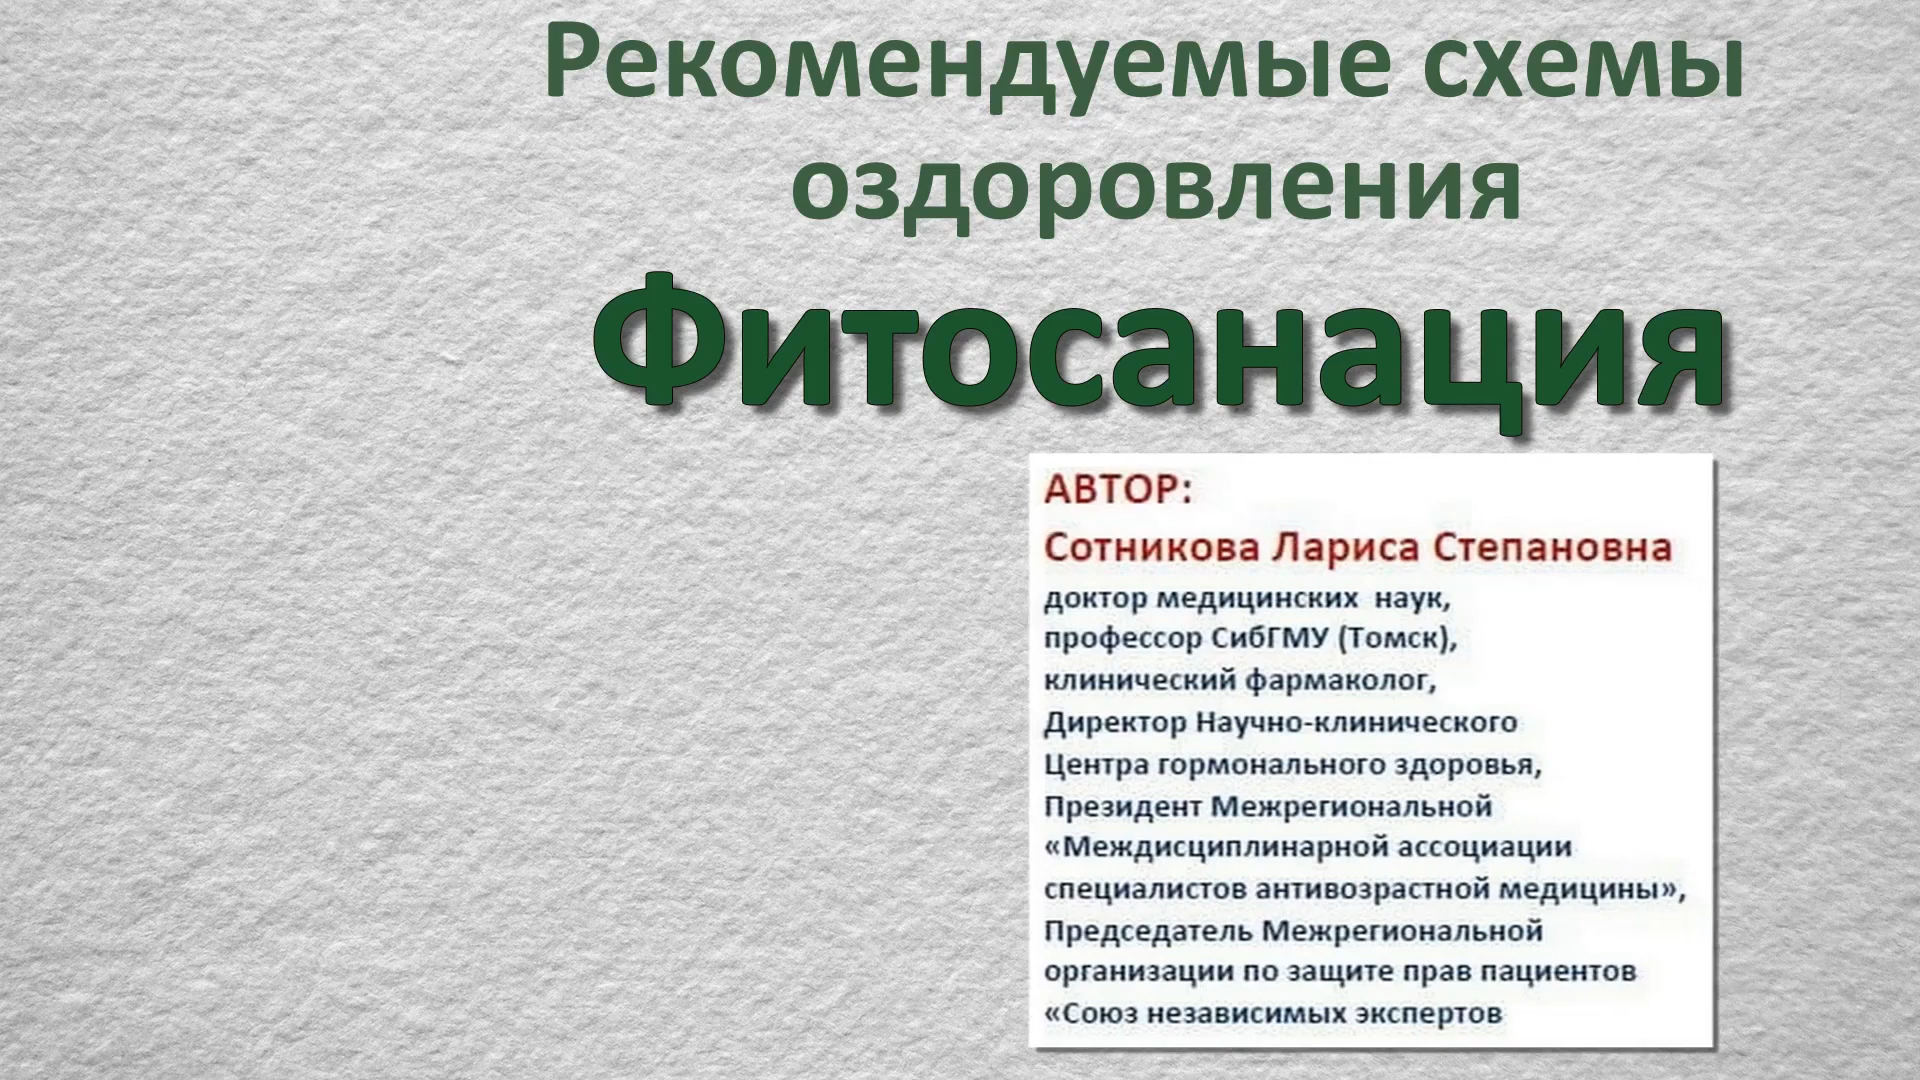 Рекомендуемые схемы
оздоровления
Фитосанация
АВТОР:
Сотникова Лариса Степановна
доктор медицинских наук,
профессор СибГМУ (Томск),
клинический фармаколог,
Директор Научно-клинического
Центра гормонального здоровья,
Президент Межрегиональной
«Междисциплинарной ассоциации
специалистов антивозрастной медицины»,
Председатель Межрегиональной
организации по защите прав пациентов
«Союз независимых экспертов